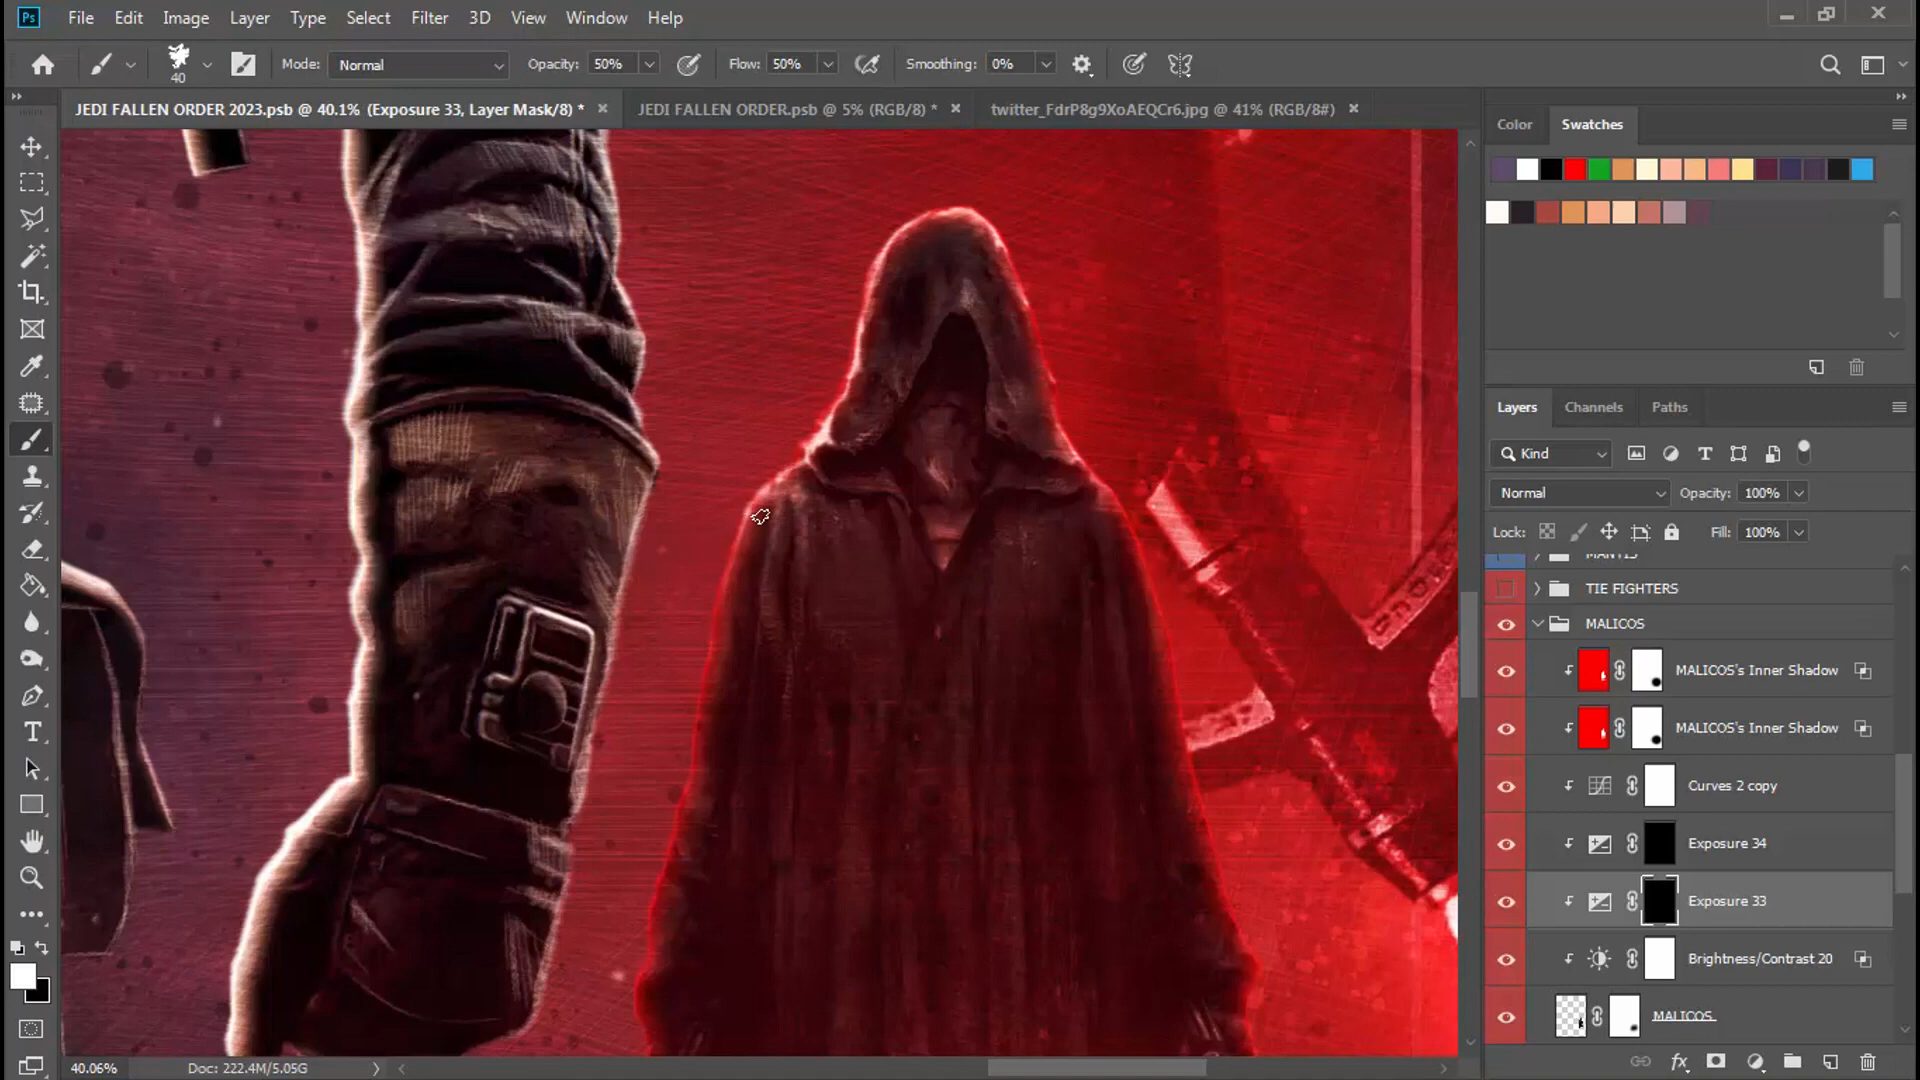 Ps File Edit Image Layer Type Select Filter 3D View Window Help
40 Mode: Normal Opacity: 50% Flow: 50% Smoothing: 0%
JEDI FALLEN ORDER 2023.psb @ 40.1% (Exposure 33, Layer Mask/8) * JEDI FALLEN ORDER.psb @ 5% (RGB/8) * twitter_FdrP8g9XoAEQCr6.jpg @ 41% (RGB/8#)
Color Swatches
Layers Channels Paths
Kind
Normal Opacity: 100%
Lock: Fill: 100%
MANTIS
TIE FIGHTERS
MALICOS
MALICOS's Inner Shadow
MALICOS's Inner Shadow
Curves 2 copy
Exposure 34
Exposure 33
Brightness/Contrast 20
MALICOS
40.06% Doc: 222.4M/5.05G
fx